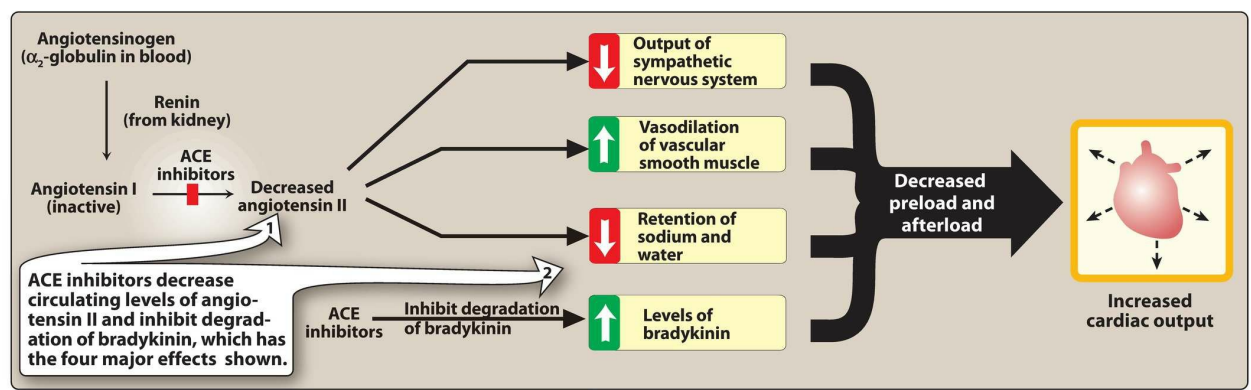 Angiotensinogen
(α2-globulin in blood)
Renin
(from kidney)
ACE
inhibitors
Angiotensin I
(inactive)
Decreased
angiotensin II
1
ACE inhibitors decrease
circulating levels of angio-
tensin II and inhibit degrad-
ation of bradykinin, which has
the four major effects shown.
2
ACE
inhibitors
Inhibit degradation
of bradykinin
Output of
sympathetic
nervous system
Vasodilation
of vascular
smooth muscle
Retention of
sodium and
water
Levels of
bradykinin
Decreased
preload and
afterload
Increased
cardiac output